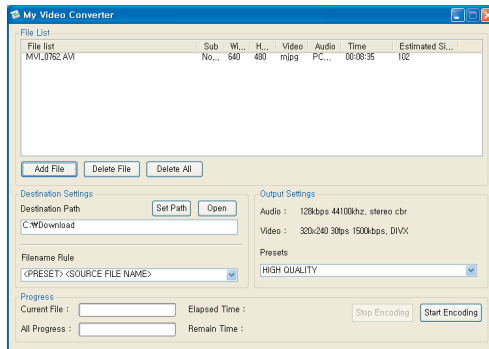 My Video Converter
File List
File list Sub Wi... H... Video Audio Time Estimated Si...
MVI_0762.AVI No... 640 480 mjpg PC... 00:08:35 102
Add File Delete File Delete All
Destination Settings
Destination Path Set Path Open
C:₩Download
Filename Rule
<PRESET><SOURCE FILE NAME>
Output Settings
Audio : 128kbps 44100khz, stereo cbr
Video : 320x240 30fps 1500kbps, DIVX
Presets
HIGH QUALITY
Progress
Current File : Elapsed Time :
All Progress : Remain Time :
Stop Encoding Start Encoding